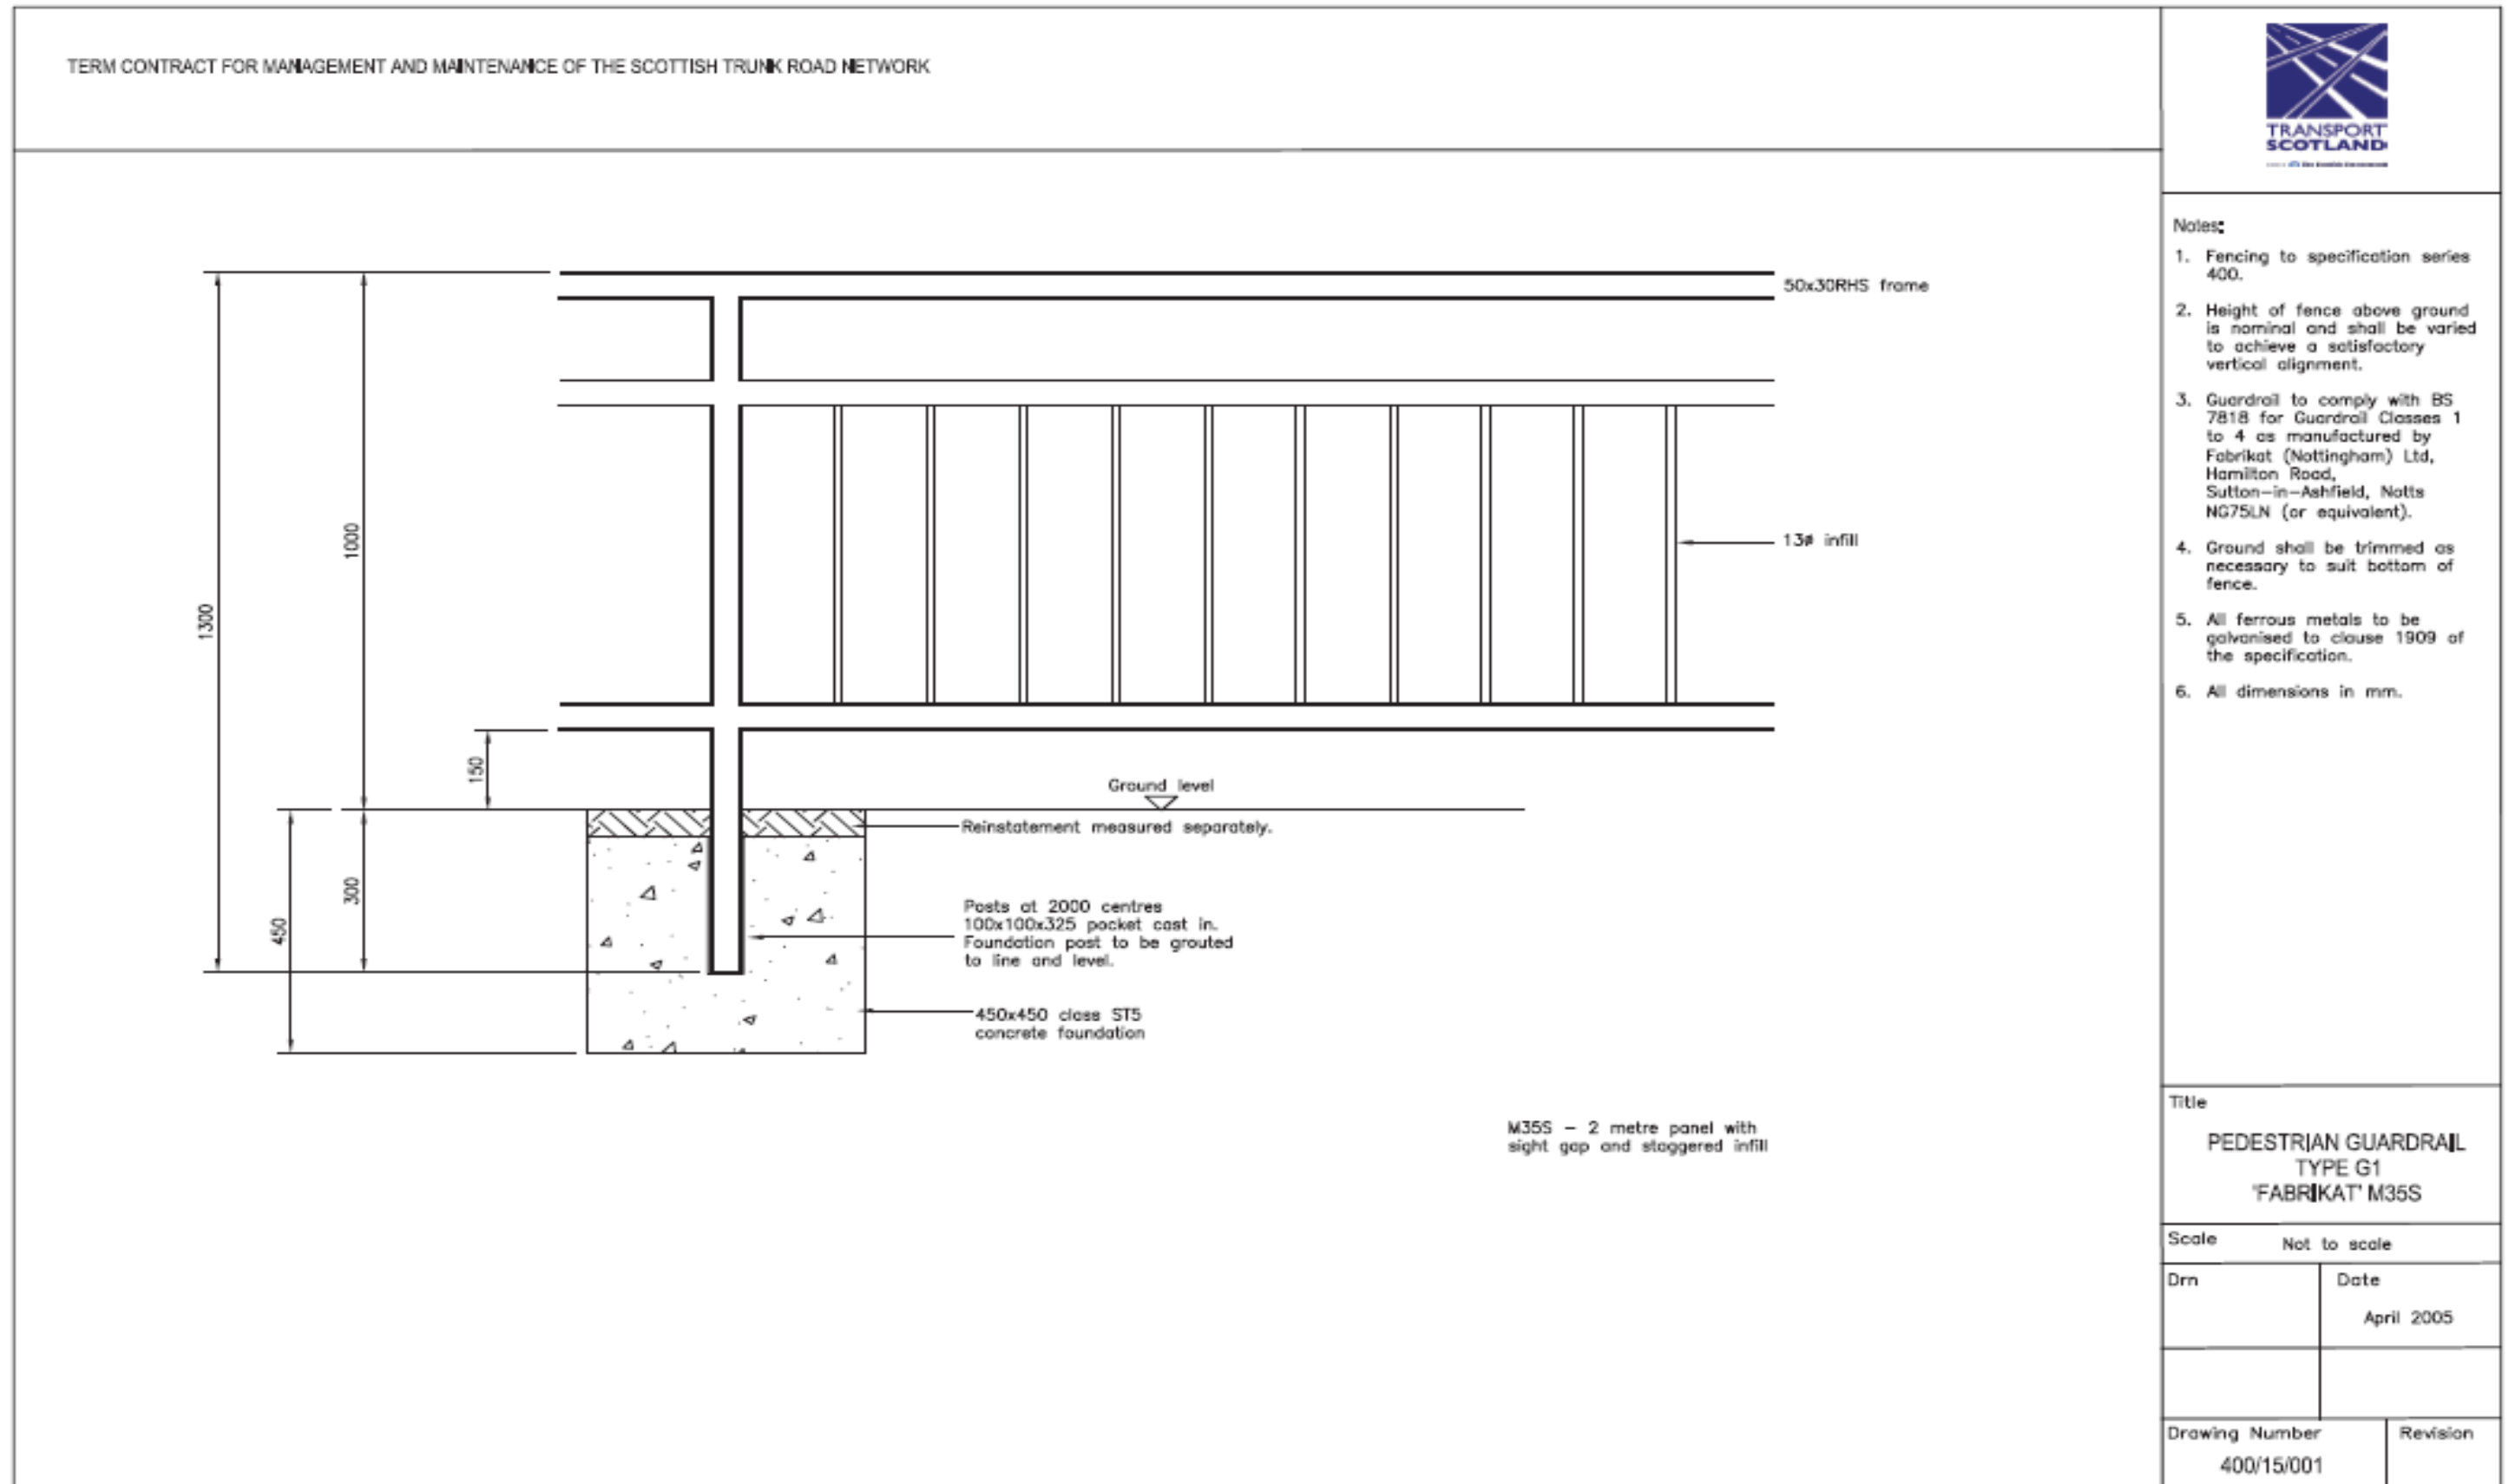 TERM CONTRACT FOR MANAGEMENT AND MAINTENANCE OF THE SCOTTISH TRUNK ROAD NETWORK
TRANSPORT
SCOTLAND
Notes:
1. Fencing to specification series
400.
2. Height of fence above ground
is nominal and shall be varied
to achieve a satisfactory
vertical alignment.
3. Guardrail to comply with BS
7818 for Guardrail Classes 1
to 4 as manufactured by
Fabrikat (Nottingham) Ltd,
Hamilton Road,
Sutton-in-Ashfield, Notts
NG75LN (or equivalent).
4. Ground shall be trimmed as
necessary to suit bottom of
fence.
5. All ferrous metals to be
galvanised to clause 1909 of
the specification.
6. All dimensions in mm.
50x30RHS frame
13ø infill
1300
1000
150
450
300
Ground level
Reinstatement measured separately.
Posts at 2000 centres
100x100x325 pocket cast in.
Foundation post to be grouted
to line and level.
450x450 class ST5
concrete foundation
M35S - 2 metre panel with
sight gap and staggered infill
Title
PEDESTRIAN GUARDRAIL
TYPE G1
'FABRIKAT' M35S
Scale Not to scale
Drn Date
April 2005
Drawing Number Revision
400/15/001